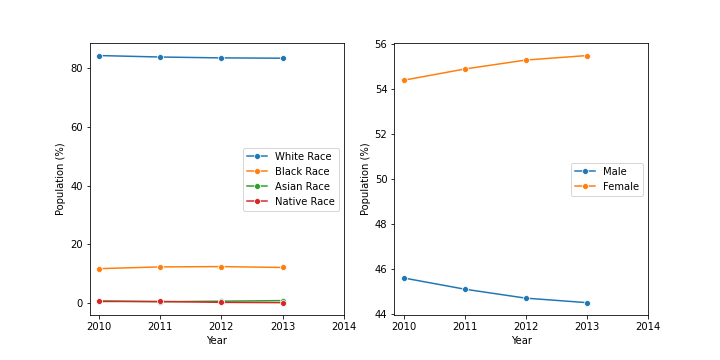 80
60
40
20
0
Population (%)
2010 2011 2012 2013 2014
Year
White Race
Black Race
Asian Race
Native Race
56
54
52
50
48
46
44
Population (%)
2010 2011 2012 2013 2014
Year
Male
Female